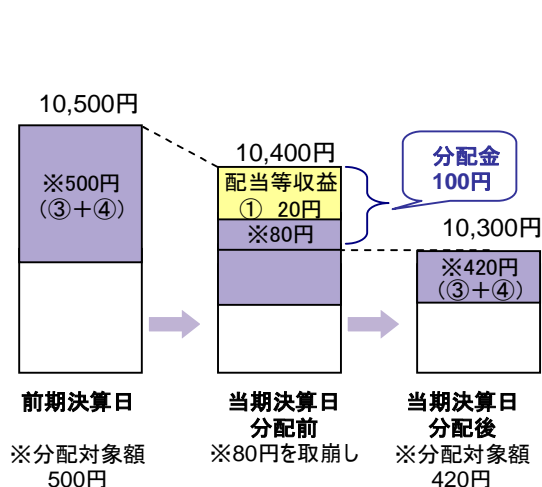 10,500円
※500円
（③＋④）
10,400円
配当等収益
① 20円
※80円
分配金
100円
10,300円
※420円
（③＋④）
前期決算日
※分配対象額
500円
当期決算日
分配前
※80円を取崩し
当期決算日
分配後
※分配対象額
420円